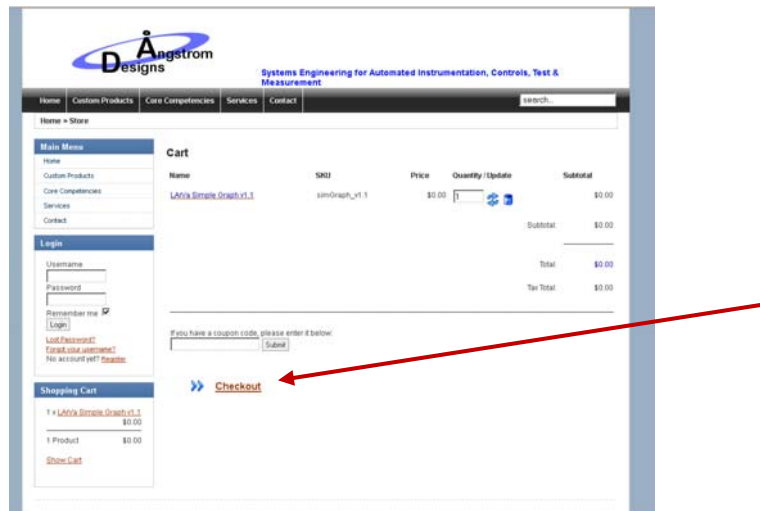 Ångstrom
Designs
Systems Engineering for Automated Instrumentation, Controls, Test &
Measurement
Home Custom Products Core Competencies Services Contact search...
Home » Store
Main Menu
Home
Custom Products
Core Competencies
Services
Contact
Login
Username
Password
Remember me
Login
Lost Password?
Forgot your username?
No account yet? Register
Shopping Cart
1 x LAIVa Simple Graph v1.1
$0.00
1 Product $0.00
Show Cart
Cart
Name SKU Price Quantity / Update Subtotal
LAIVa Simple Graph v1.1 simGraph_v1.1 $0.00 1 $0.00
Subtotal: $0.00
Total: $0.00
Tax Total: $0.00
If you have a coupon code, please enter it below:
Submit
Checkout